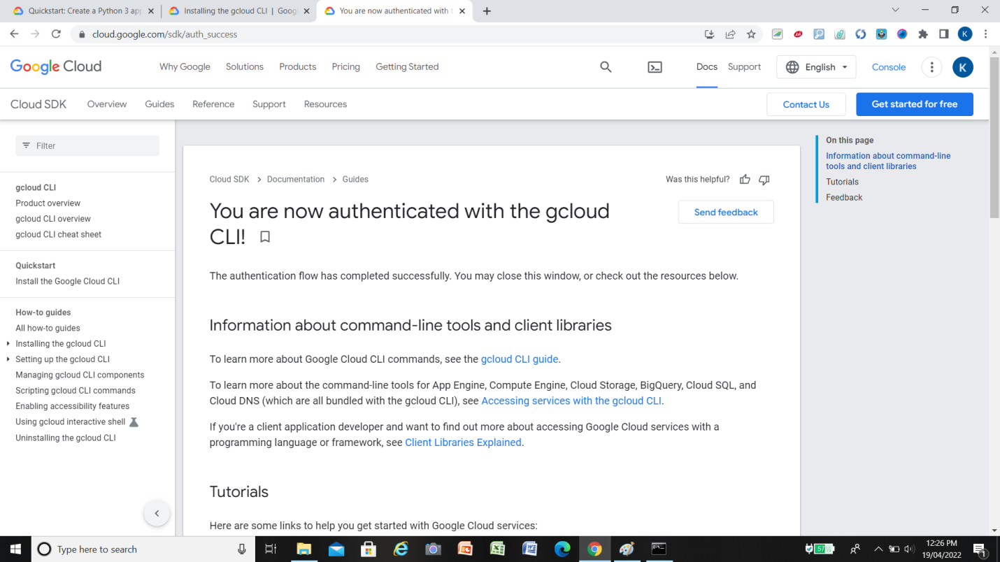 Quickstart: Create a Python 3 app
Installing the gcloud CLI | Goog
You are now authenticated with t
cloud.google.com/sdk/auth_success
K
Google Cloud
Why Google
Solutions
Products
Pricing
Getting Started
Docs
Support
English
Console
K
Cloud SDK
Overview
Guides
Reference
Support
Resources
Contact Us
Get started for free
Filter
gcloud CLI
Product overview
gcloud CLI overview
gcloud CLI cheat sheet
Quickstart
Install the Google Cloud CLI
How-to guides
All how-to guides
Installing the gcloud CLI
Setting up the gcloud CLI
Managing gcloud CLI components
Scripting gcloud CLI commands
Enabling accessibility features
Using gcloud interactive shell
Uninstalling the gcloud CLI
Cloud SDK > Documentation > Guides
Was this helpful?
You are now authenticated with the gcloud
CLI!
Send feedback
The authentication flow has completed successfully. You may close this window, or check out the resources below.
Information about command-line tools and client libraries
To learn more about Google Cloud CLI commands, see the gcloud CLI guide.
To learn more about the command-line tools for App Engine, Compute Engine, Cloud Storage, BigQuery, Cloud SQL, and
Cloud DNS (which are all bundled with the gcloud CLI), see Accessing services with the gcloud CLI.
If you're a client application developer and want to find out more about accessing Google Cloud services with a
programming language or framework, see Client Libraries Explained.
Tutorials
Here are some links to help you get started with Google Cloud services:
On this page
Information about command-line
tools and client libraries
Tutorials
Feedback
Type here to search
57%
12:26 PM
19/04/2022
1